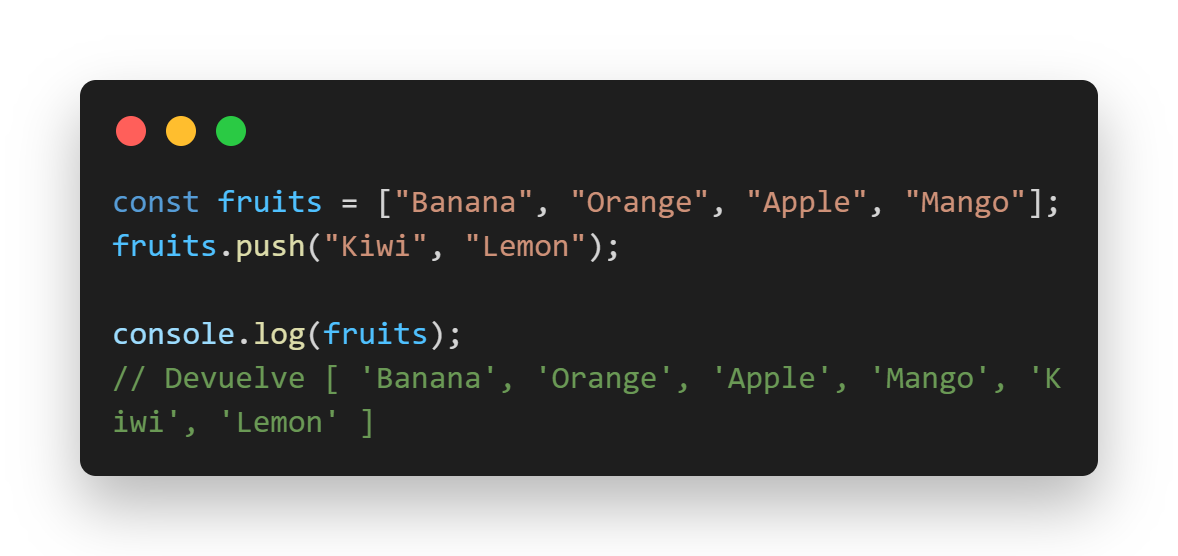 const fruits = ["Banana", "Orange", "Apple", "Mango"];
fruits.push("Kiwi", "Lemon");
console.log(fruits);
// Devuelve [ 'Banana', 'Orange', 'Apple', 'Mango', 'K
iwi', 'Lemon' ]